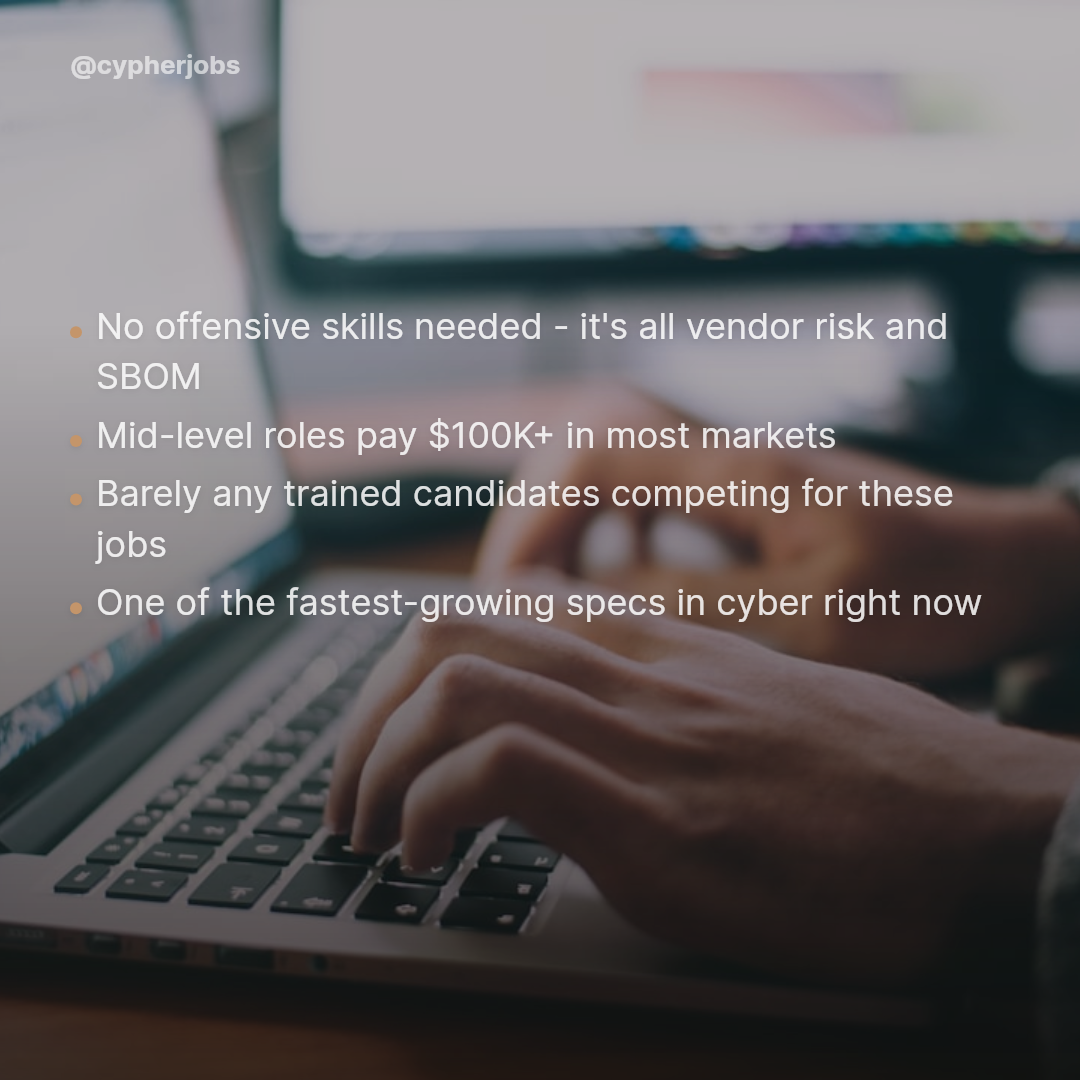 @cypherjobs
No offensive skills needed - it's all vendor risk and
SBOM
Mid-level roles pay $100K+ in most markets
Barely any trained candidates competing for these
jobs
One of the fastest-growing specs in cyber right now